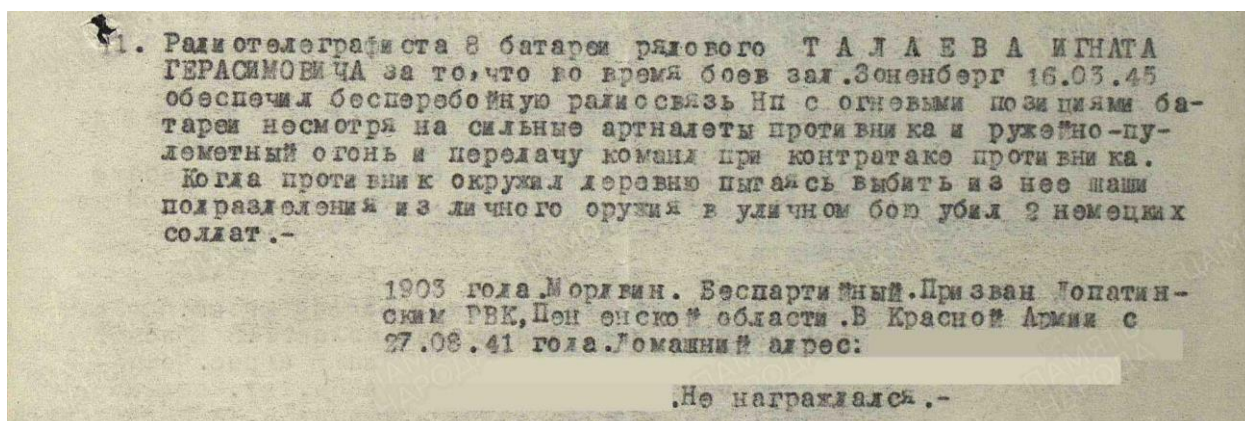 11. Радиотелеграфиста 8 батареи рядового ТАЛАЕВА ИГНАТА
ГЕРАСИМОВИЧА за то,что во время боев зал.Зоненберг 16.03.45
обеспечил бесперебойную радиосвязь Нп с огневыми позициями ба-
тареи несмотря на сильные артналеты противника и ружейно-пу-
леметный огонь и передачу команд при контратаке противника.
Когда противник окружил деревню пытаясь выбить из нее наши
подразделения из личного оружия в уличном бою убил 2 немецких
солдат.-
1903 года.Мордвин. Беспартийный.Призван Лопатин-
ским РВК,Пензенской области.В Красной Армии с
27.08.41 года.Домашний адрес:
.Не награждался.-